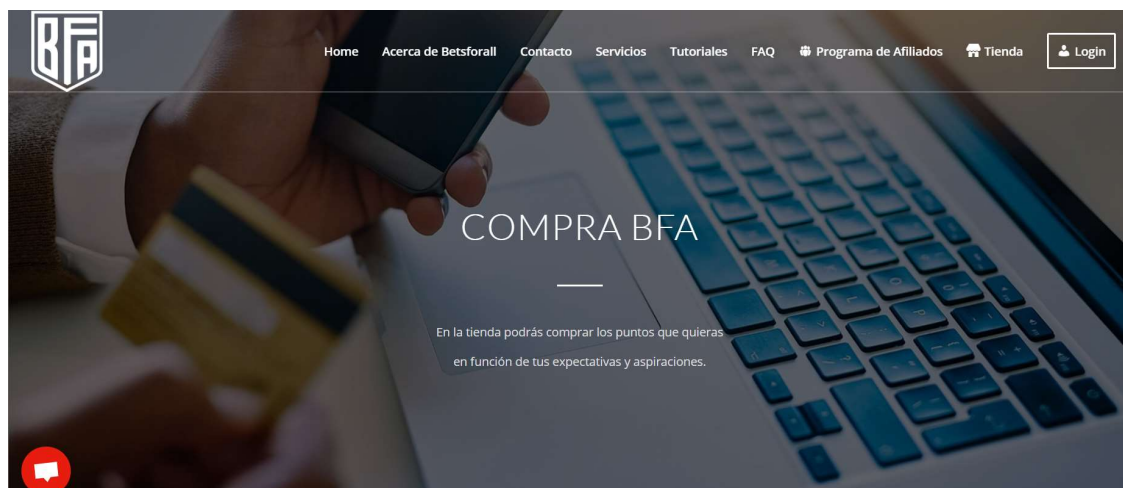 BFA
Home Acerca de Betsforall Contacto Servicios Tutoriales FAQ Programa de Afiliados Tienda Login
COMPRA BFA
En la tienda podrás comprar los puntos que quieras
en función de tus expectativas y aspiraciones.